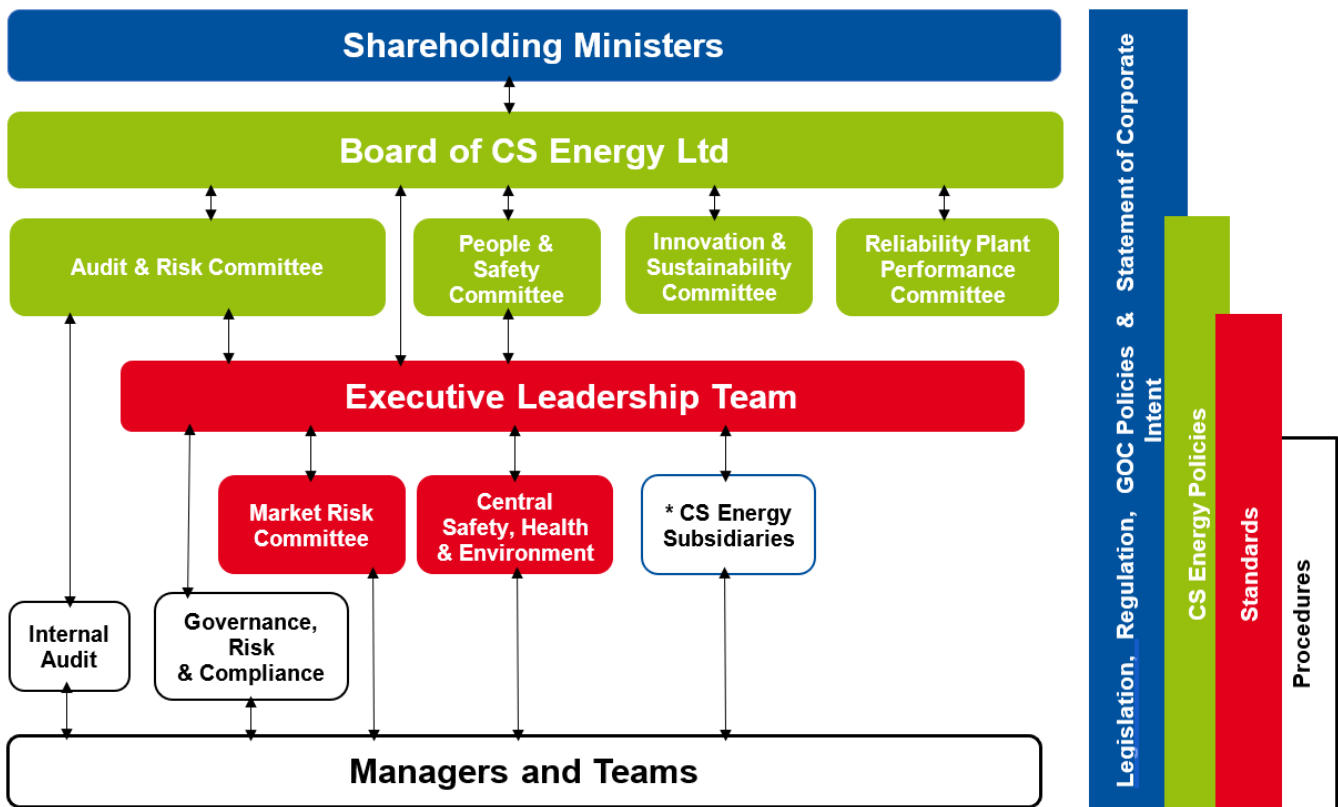 Shareholding Ministers
Board of CS Energy Ltd
Audit & Risk Committee
People &
Safety
Committee
Innovation &
Sustainability
Committee
Reliability Plant
Performance
Committee
Executive Leadership Team
Market Risk
Committee
Central
Safety, Health
& Environment
* CS Energy
Subsidiaries
Internal
Audit
Governance,
Risk
& Compliance
Managers and Teams
Legislation, Regulation, GOC Policies & Statement of Corporate
Intent
CS Energy Policies
Standards
Procedures